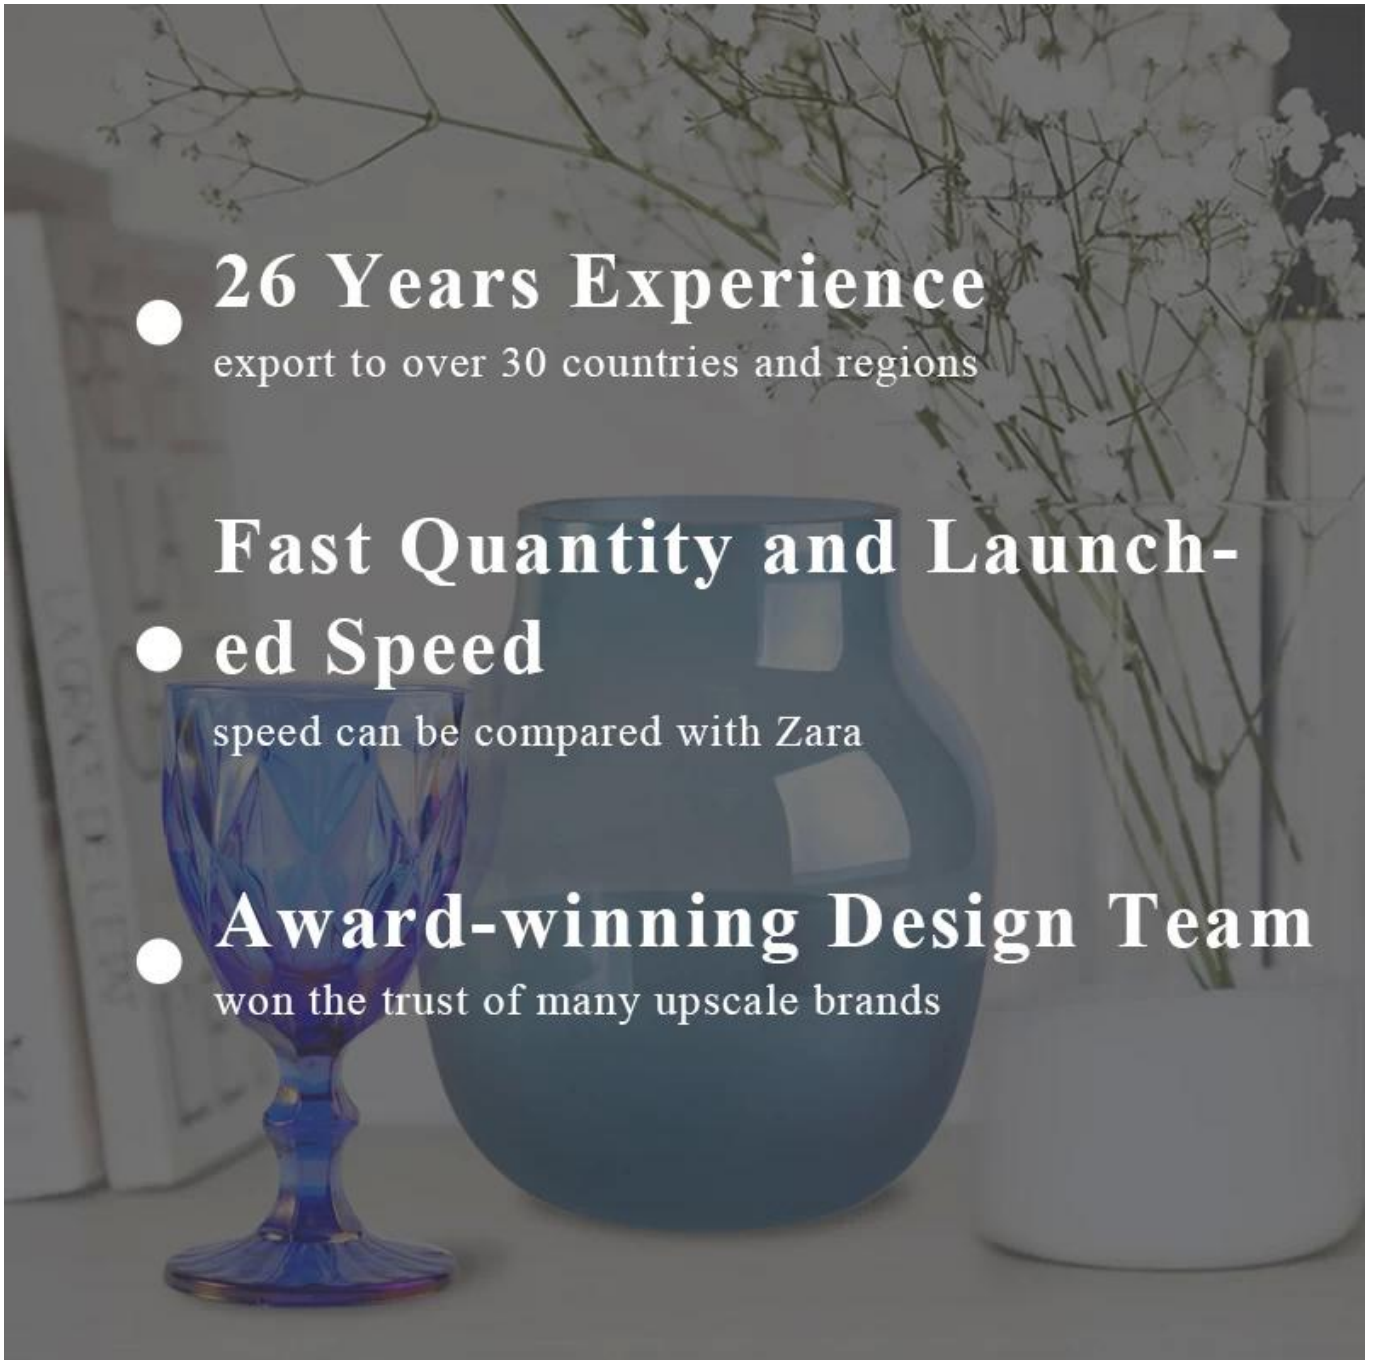 26 Years Experience
export to over 30 countries and regions
Fast Quantity and Launch-
ed Speed
speed can be compared with Zara
Award-winning Design Team
won the trust of many upscale brands